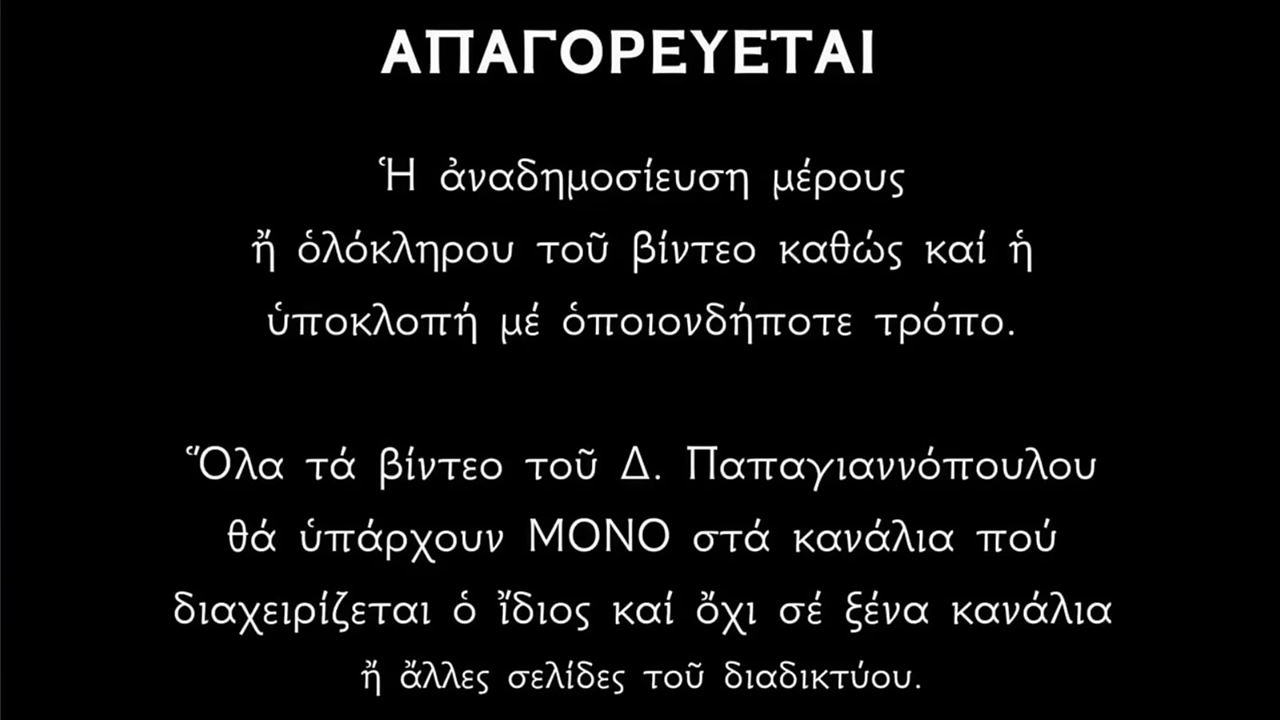 ΑΠΑΓΟΡΕΥΕΤΑΙ
Ἡ ἀναδημοσίευση μέρους
ἤ ὁλόκληρου τοῦ βίντεο καθώς καί ἡ
ὑποκλοπή μέ ὁποιονδήποτε τρόπο.
Ὅλα τά βίντεο τοῦ Δ. Παπαγιαννόπουλου
θά ὑπάρχουν ΜΟΝΟ στά κανάλια πού
διαχειρίζεται ὁ ἴδιος καί ὄχι σέ ξένα κανάλια
ἤ ἄλλες σελίδες τοῦ διαδικτύου.